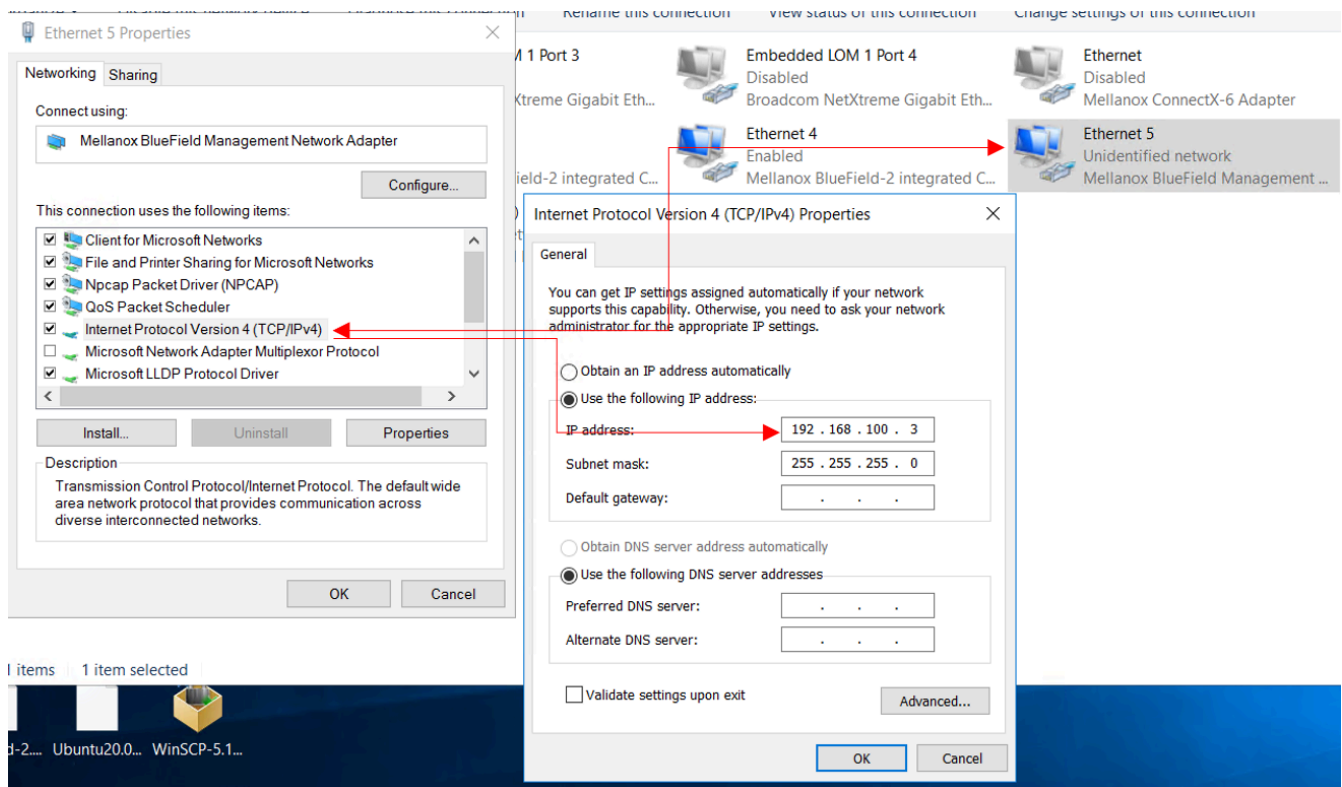 Rename this connection View status of this connection Change settings of this connection
Ethernet 5 Properties
Networking Sharing
Connect using:
Mellanox BlueField Management Network Adapter
Configure...
This connection uses the following items:
Client for Microsoft Networks
File and Printer Sharing for Microsoft Networks
Npcap Packet Driver (NPCAP)
QoS Packet Scheduler
Internet Protocol Version 4 (TCP/IPv4)
Microsoft Network Adapter Multiplexor Protocol
Microsoft LLDP Protocol Driver
Install... Uninstall Properties
Description
Transmission Control Protocol/Internet Protocol. The default wide
area network protocol that provides communication across
diverse interconnected networks.
OK Cancel
1 Port 3
Xtreme Gigabit Eth...
Embedded LOM 1 Port 4
Disabled
Broadcom NetXtreme Gigabit Eth...
Ethernet
Disabled
Mellanox ConnectX-6 Adapter
ield-2 integrated C...
Ethernet 4
Enabled
Mellanox BlueField-2 integrated C...
Ethernet 5
Unidentified network
Mellanox BlueField Management ...
Internet Protocol Version 4 (TCP/IPv4) Properties
General
You can get IP settings assigned automatically if your network
supports this capability. Otherwise, you need to ask your network
administrator for the appropriate IP settings.
Obtain an IP address automatically
Use the following IP address:
IP address: 192 . 168 . 100 . 3
Subnet mask: 255 . 255 . 255 . 0
Default gateway: . . .
Obtain DNS server address automatically
Use the following DNS server addresses
Preferred DNS server: . . .
Alternate DNS server: . . .
Validate settings upon exit
Advanced...
OK Cancel
items 1 item selected
d-2.... Ubuntu20.0... WinSCP-5.1...